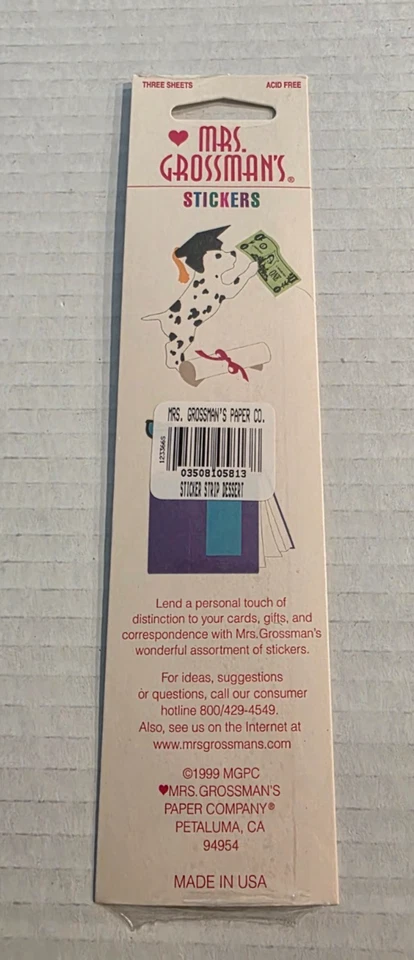 THREE SHEETS ACID FREE
♥ MRS.
GROSSMAN'S®
STICKERS
ONE
MRS. GROSSMAN'S PAPER CO.
1233660
03508105813
STICKER STRIP DESSERT
Lend a personal touch of
distinction to your cards, gifts, and
correspondence with Mrs.Grossman's
wonderful assortment of stickers.
For ideas, suggestions
or questions, call our consumer
hotline 800/429-4549.
Also, see us on the Internet at
www.mrsgrossmans.com
©1999 MGPC
♥MRS.GROSSMAN'S
PAPER COMPANY®
PETALUMA, CA
94954
MADE IN USA